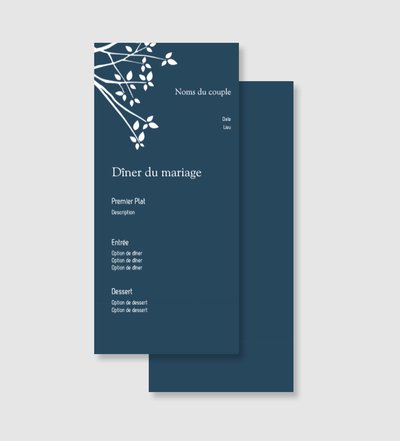 Noms du couple
Date
Lieu
Dîner du mariage
Premier Plat
Description
Entrée
Option de dîner
Option de dîner
Option de dîner
Dessert
Option de dessert
Option de dessert